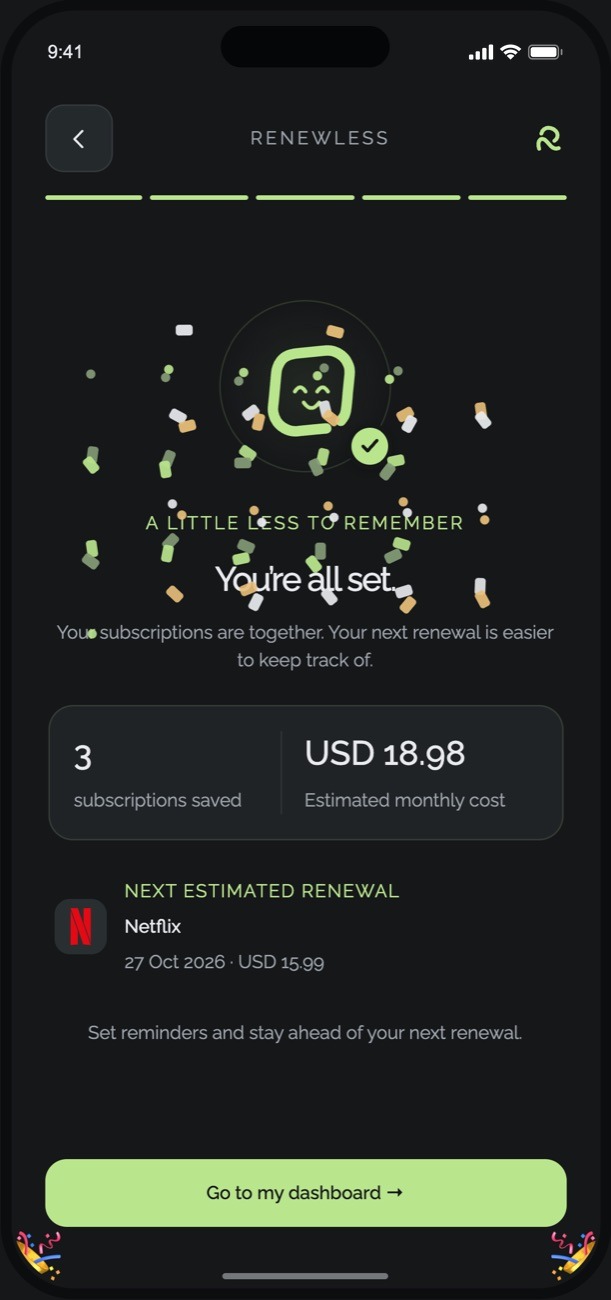 9:41
RENEWLESS
A LITTLE LESS TO REMEMBER
You're all set.
Your subscriptions are together. Your next renewal is easier
to keep track of.
3
subscriptions saved
USD 18.98
Estimated monthly cost
NEXT ESTIMATED RENEWAL
N
Netflix
27 Oct 2026 · USD 15.99
Set reminders and stay ahead of your next renewal.
Go to my dashboard →